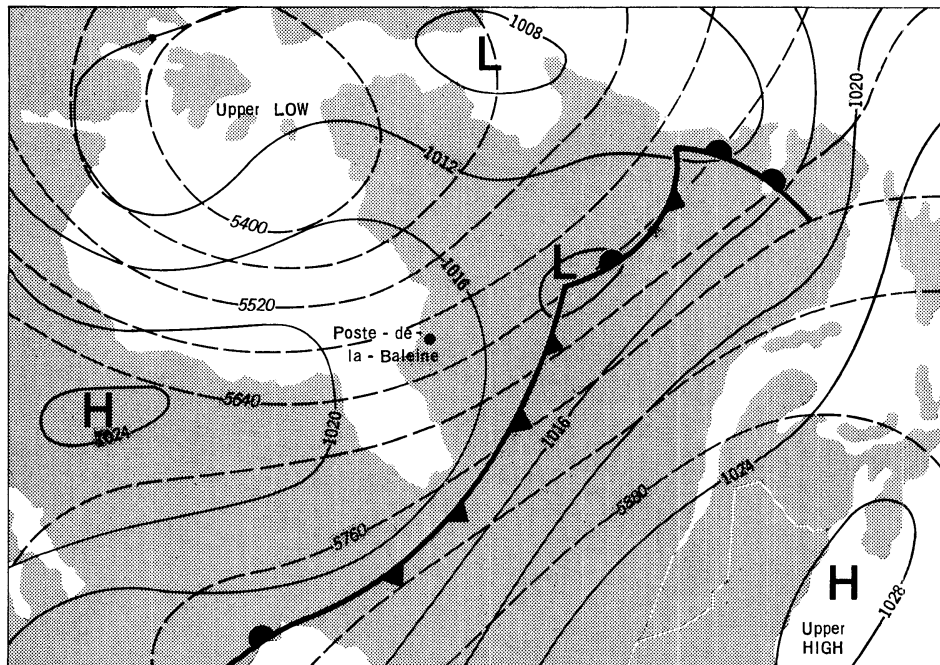 1008
L
1020
Upper LOW
1012
5400
1016
L
5520
Poste - de -
la - Baleine
5640
H
1024
1020
1016
1024
5880
5760
H
1028
Upper
HIGH